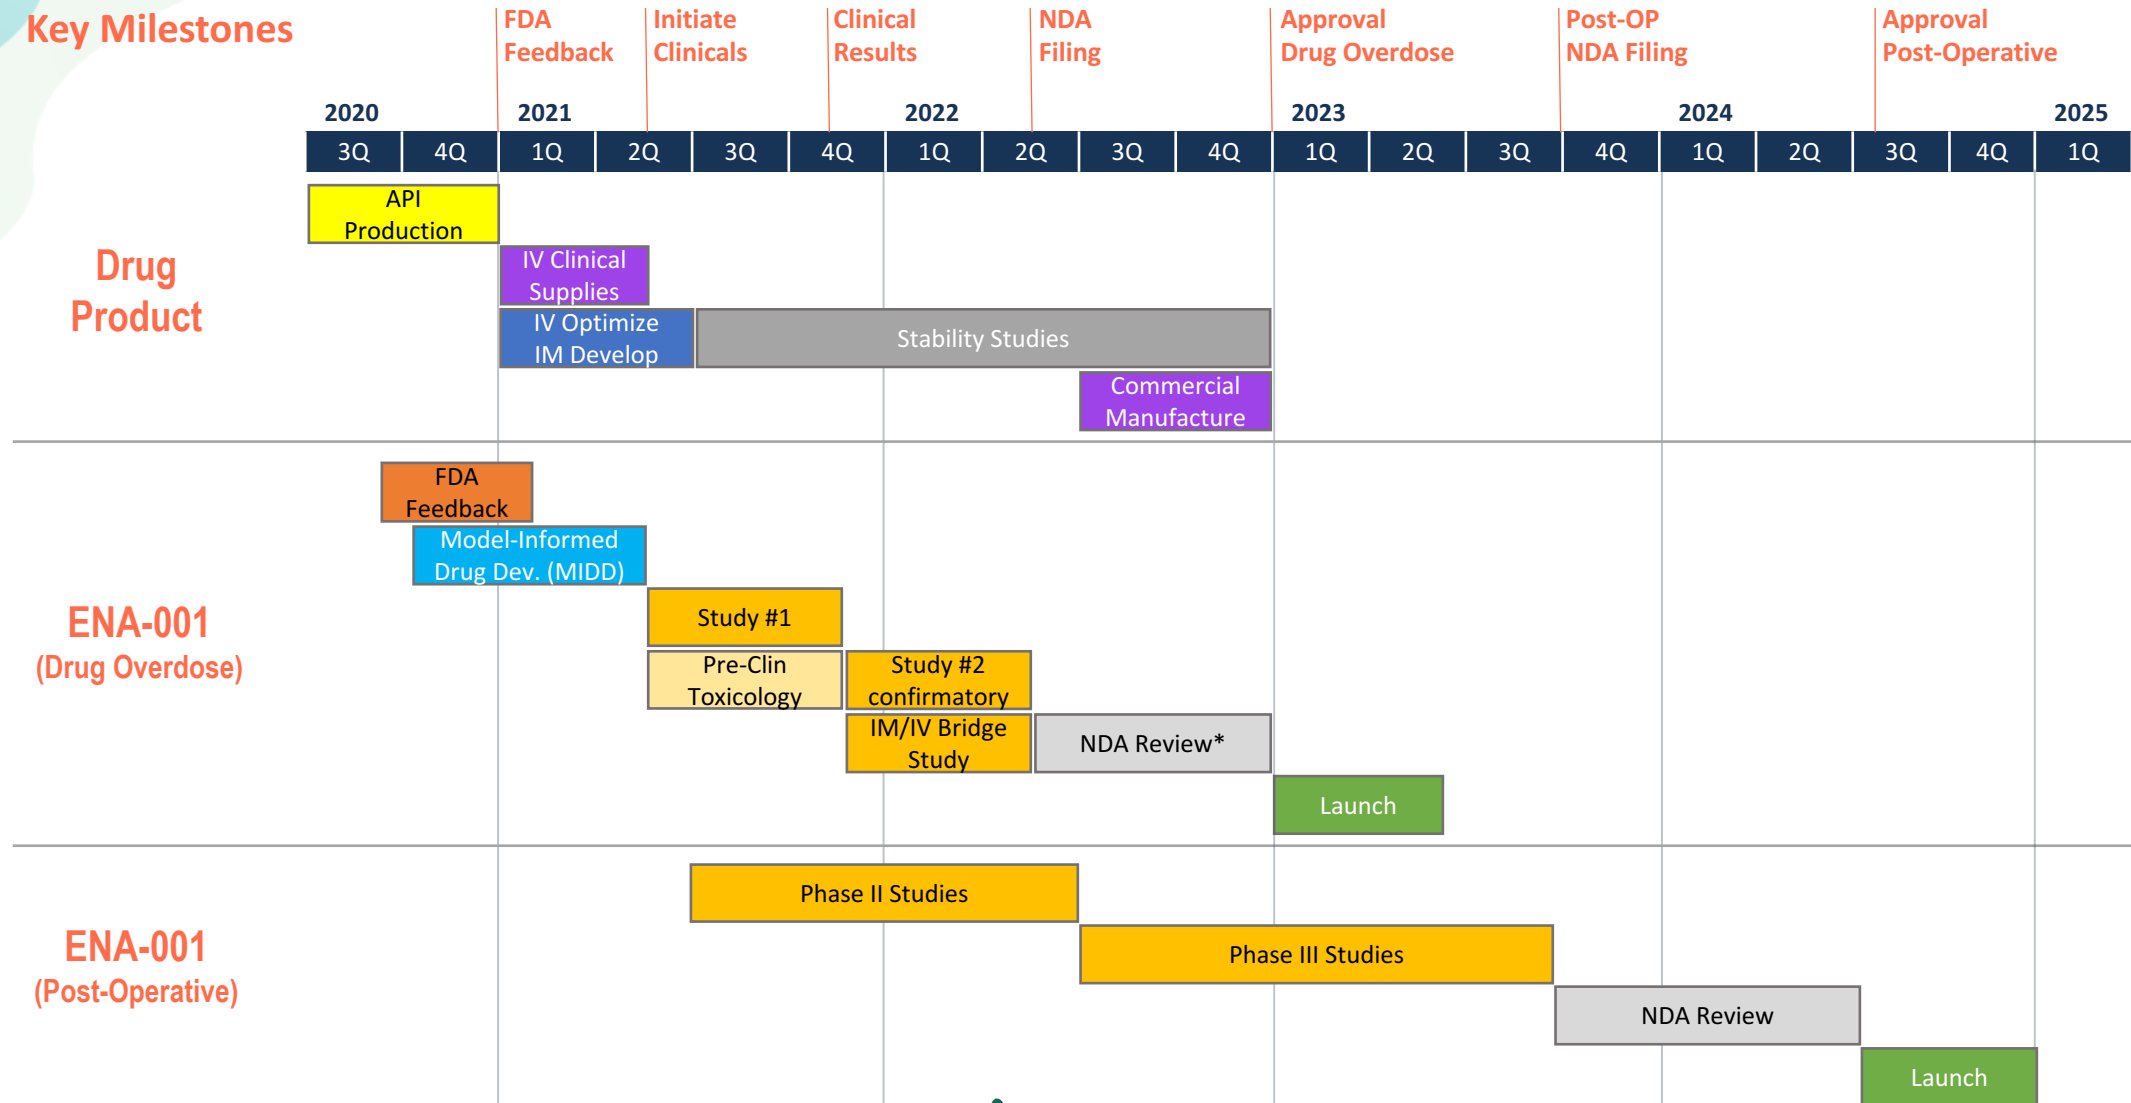 Key Milestones
FDA
Feedback
Initiate
Clinicals
Clinical
Results
NDA
Filing
Approval
Drug Overdose
Post-OP
NDA Filing
Approval
Post-Operative
2020 2021 2022 2023 2024 2025
3Q 4Q 1Q 2Q 3Q 4Q 1Q 2Q 3Q 4Q 1Q 2Q 3Q 4Q 1Q 2Q 3Q 4Q 1Q
Drug
Product
API
Production
IV Clinical
Supplies
IV Optimize
IM Develop
Stability Studies
Commercial
Manufacture
ENA-001
(Drug Overdose)
FDA
Feedback
Model-Informed
Drug Dev. (MIDD)
Study #1
Pre-Clin
Toxicology
Study #2
confirmatory
IM/IV Bridge
Study
NDA Review*
Launch
ENA-001
(Post-Operative)
Phase II Studies
Phase III Studies
NDA Review
Launch